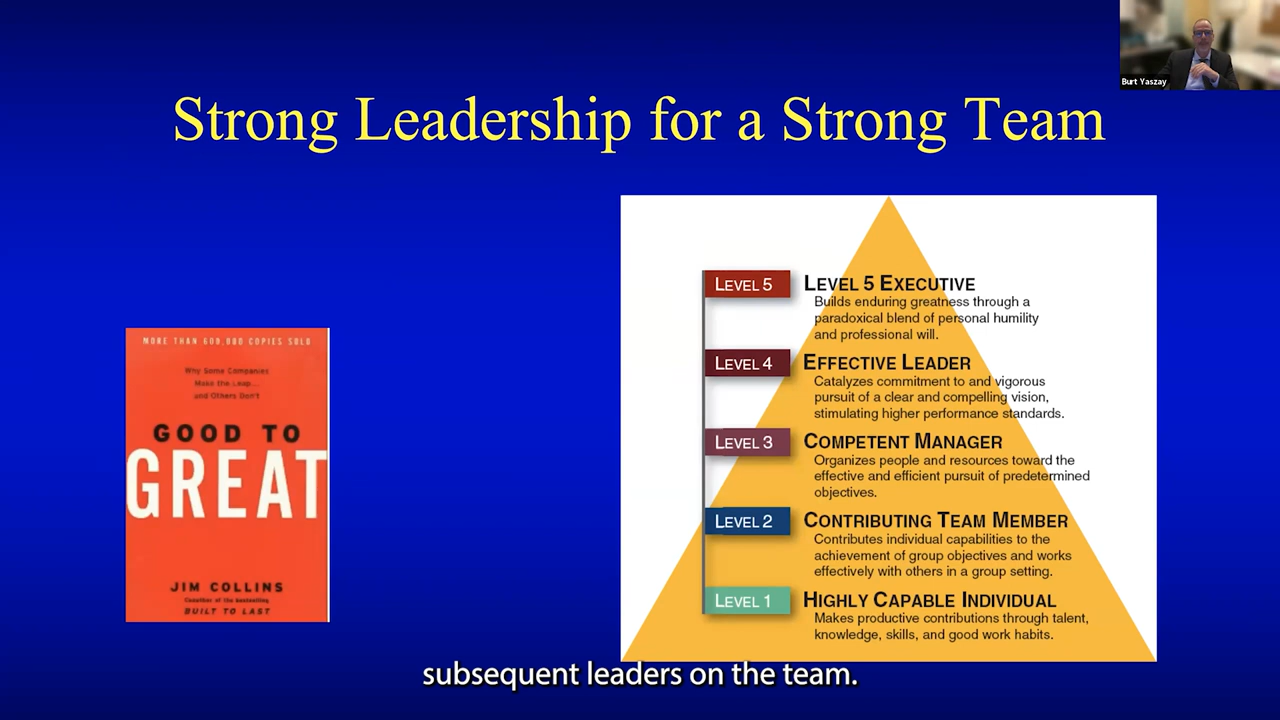 Burt Yaszay
Strong Leadership for a Strong Team
MORE THAN 600,000 COPIES SOLD
Why Some Companies
Make the Leap...
and Others Don't
GOOD TO
GREAT
JIM COLLINS
Coauthor of the bestselling
BUILT TO LAST
LEVEL 5 LEVEL 5 EXECUTIVE
Builds enduring greatness through a
paradoxical blend of personal humility
and professional will.
LEVEL 4 EFFECTIVE LEADER
Catalyzes commitment to and vigorous
pursuit of a clear and compelling vision,
stimulating higher performance standards.
LEVEL 3 COMPETENT MANAGER
Organizes people and resources toward the
effective and efficient pursuit of predetermined
objectives.
LEVEL 2 CONTRIBUTING TEAM MEMBER
Contributes individual capabilities to the
achievement of group objectives and works
effectively with others in a group setting.
LEVEL 1 HIGHLY CAPABLE INDIVIDUAL
Makes productive contributions through talent,
knowledge, skills, and good work habits.
subsequent leaders on the team.